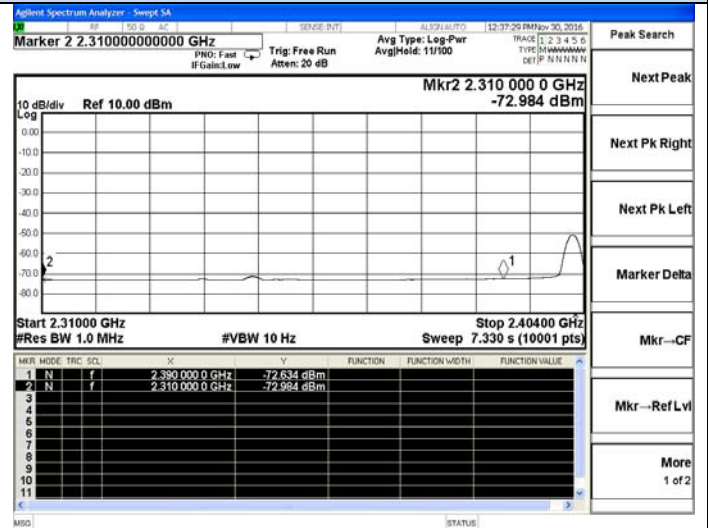 Agilent Spectrum Analyzer - Swept SA
RF 50 Ω AC SENSE:INT ALIGN AUTO 12:37:29 PM Nov 30, 2016
Marker 2 2.310000000000 GHz
PNO: Fast
IFGain:Low
Trig: Free Run
Atten: 20 dB
Avg Type: Log-Pwr
Avg|Held: 11/100
TRACE 1 2 3 4 5 6
TYPE MWWWWW
DET P NNNNN
Mkr2 2.310 000 0 GHz
-72.984 dBm
10 dB/div Ref 10.00 dBm
Log
0.00
-10.0
-20.0
-30.0
-40.0
-50.0
-60.0
-70.0
-80.0
2
1
Start 2.31000 GHz Stop 2.40400 GHz
#Res BW 1.0 MHz #VBW 10 Hz Sweep 7.330 s (10001 pts)
MKR MODE TRC SCL X Y FUNCTION FUNCTION WIDTH FUNCTION VALUE
1 N f 2.390 000 0 GHz -72.634 dBm
2 N f 2.310 000 0 GHz -72.984 dBm
3
4
5
6
7
8
9
10
11
MSG STATUS
Peak Search
Next Peak
Next Pk Right
Next Pk Left
Marker Delta
Mkr→CF
Mkr→Ref Lvl
More
1 of 2